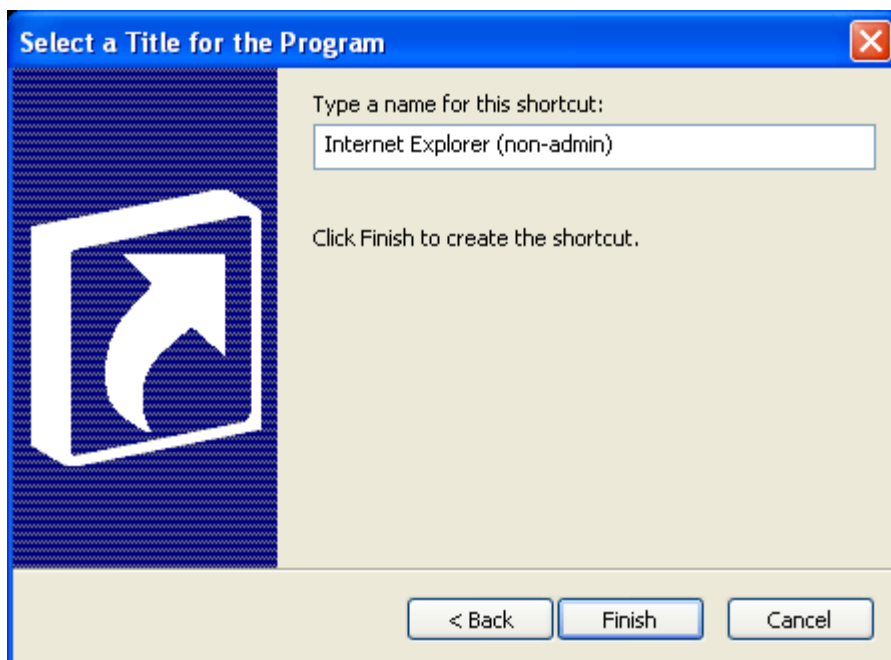 Select a Title for the Program
Type a name for this shortcut:
Internet Explorer (non-admin)
Click Finish to create the shortcut.
< Back
Finish
Cancel